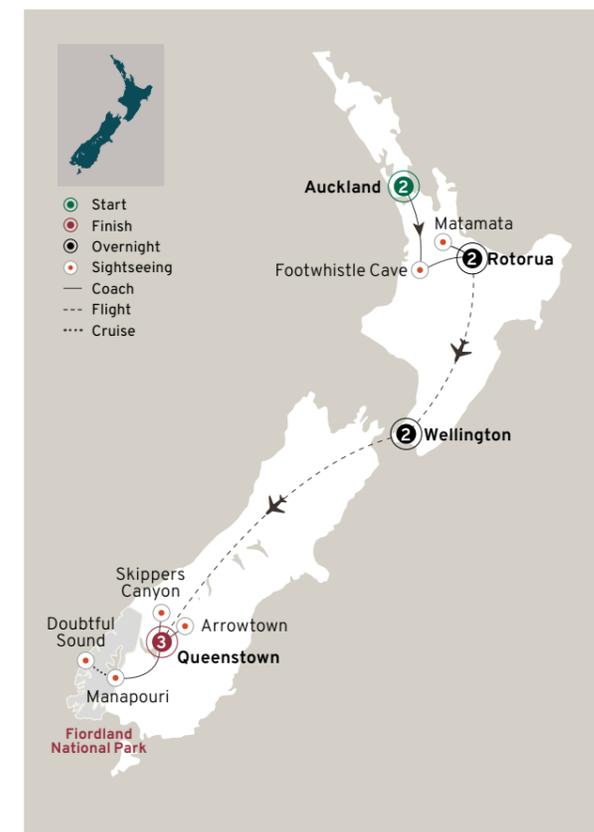 Start
Finish
Overnight
Sightseeing
Coach
Flight
Cruise
Auckland
2
Matamata
2
Rotorua
Footwhistle Cave
2
Wellington
Skippers
Canyon
Arrowtown
Doubtful
Sound
3
Queenstown
Manapouri
Fiordland
National Park